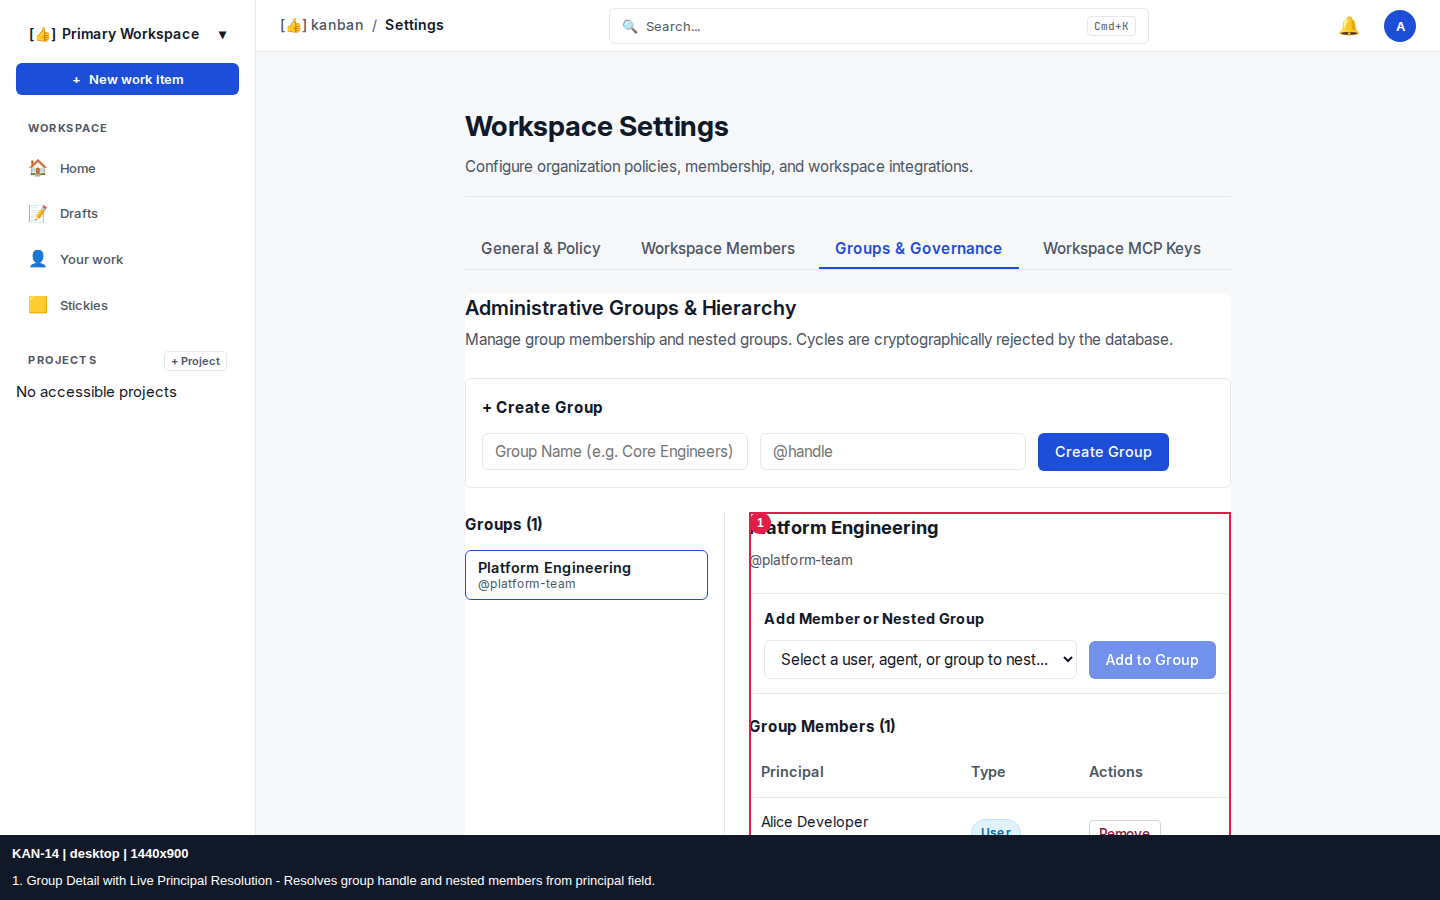 [👍] Primary Workspace ▼
+ New work item
WORKSPACE
🏠 Home
📝 Drafts
👤 Your work
🟨 Stickies
PROJECTS
+ Project
No accessible projects
[👍] kanban / Settings
🔍 Search...
Cmd+K
🔔
A
Workspace Settings
Configure organization policies, membership, and workspace integrations.
General & Policy
Workspace Members
Groups & Governance
Workspace MCP Keys
Administrative Groups & Hierarchy
Manage group membership and nested groups. Cycles are cryptographically rejected by the database.
+ Create Group
Group Name (e.g. Core Engineers)
@handle
Create Group
Groups (1)
Platform Engineering
@platform-team
1
Platform Engineering
@platform-team
Add Member or Nested Group
Select a user, agent, or group to nest...
Add to Group
Group Members (1)
Principal Type Actions
Alice Developer
User
Remove
KAN-14 | desktop | 1440x900
1. Group Detail with Live Principal Resolution - Resolves group handle and nested members from principal field.